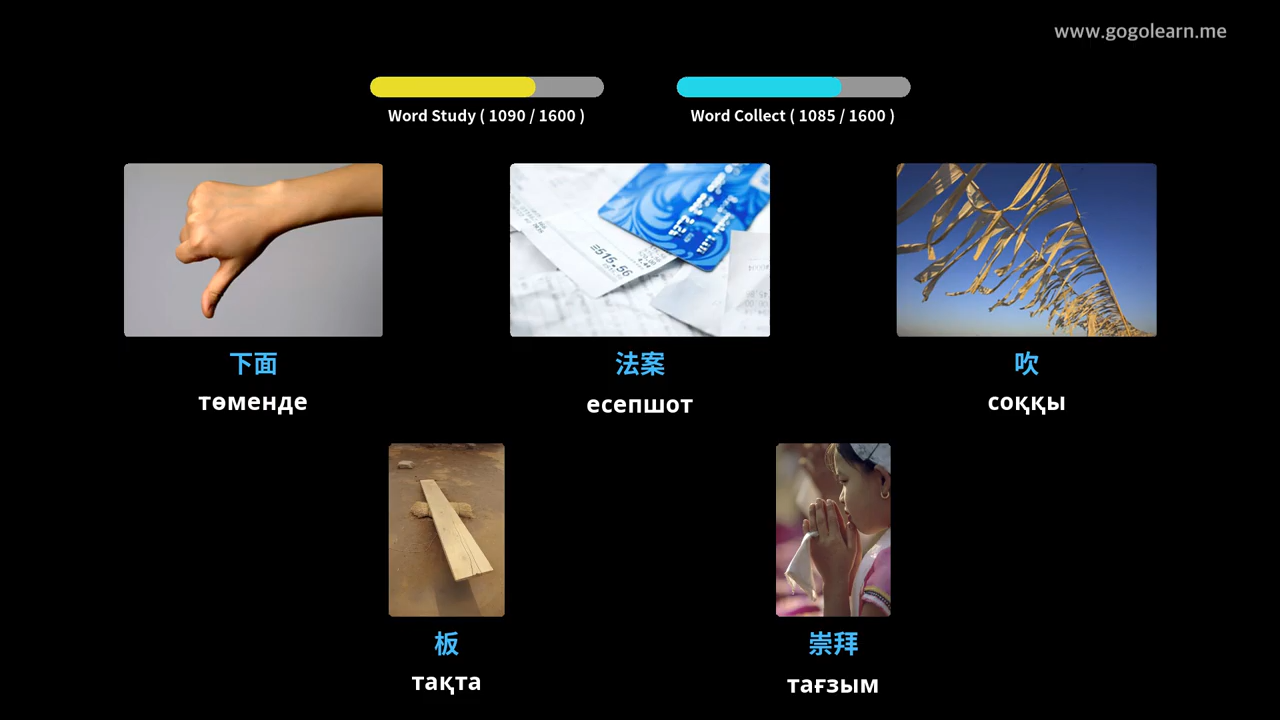 www.gogolearn.me
Word Study ( 1090 / 1600 )
Word Collect ( 1085 / 1600 )
下面
法案
吹
төменде
есепшот
соққы
板
崇拜
тақта
тағзым